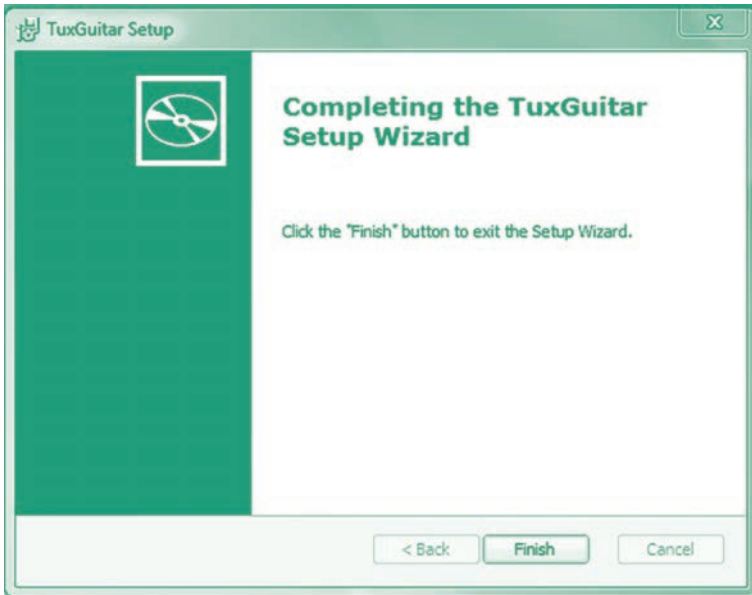 TuxGuitar Setup
Completing the TuxGuitar
Setup Wizard
Click the "Finish" button to exit the Setup Wizard.
< Back
Finish
Cancel